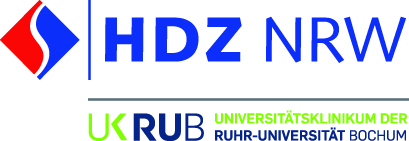 HDZ NRW
UKRUB UNIVERSITÄTSKLINIKUM DER
RUHR-UNIVERSITÄT BOCHUM